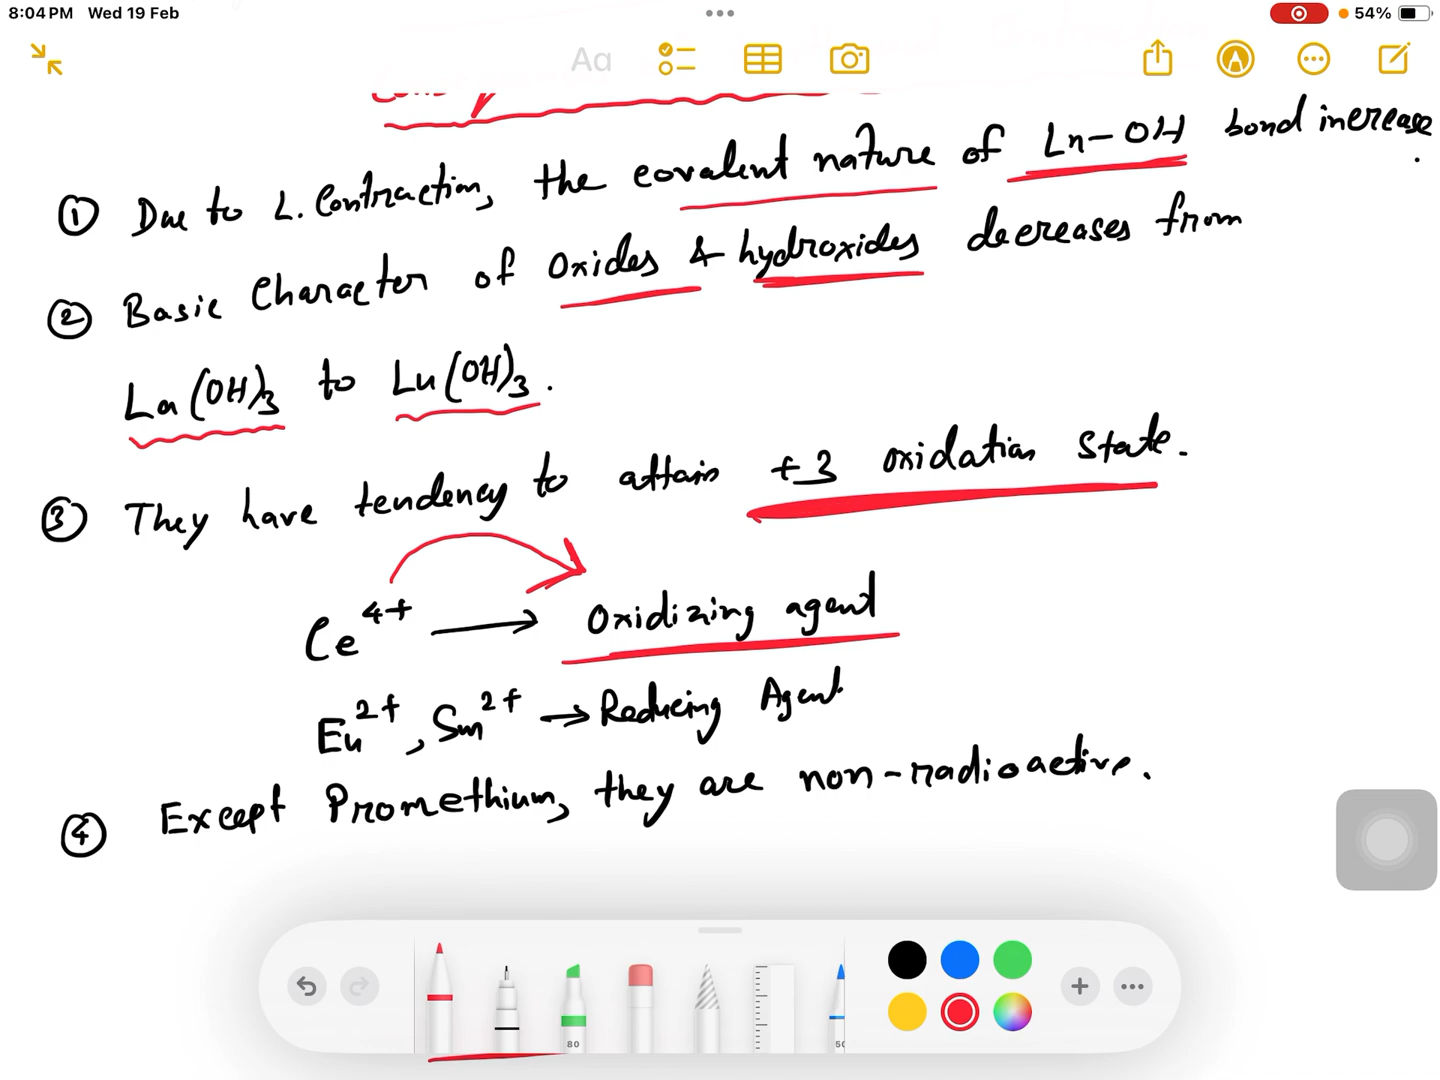 8:04 PM Wed 19 Feb
54%
Aa
① Due to L. Contraction, the covalent nature of Ln-OH bond increase.
② Basic Character of Oxides & hydroxides decreases from
La(OH)3 to Lu(OH)3.
③ They have tendency to attain +3 oxidation state.
Ce4+ → Oxidizing agent
Eu2+, Sm2+ → Reducing Agent
④ Except Promethium, they are non-radioactive.
80
50